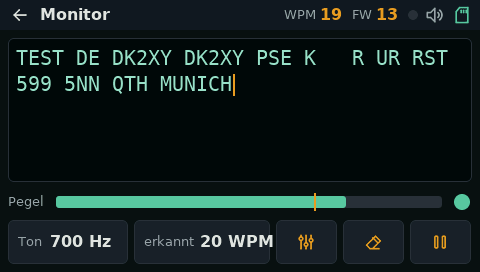 Monitor WPM 19 FW 13
TEST DE DK2XY DK2XY PSE K   R UR RST
599 5NN QTH MUNICH
Pegel
Ton 700 Hz erkannt 20 WPM